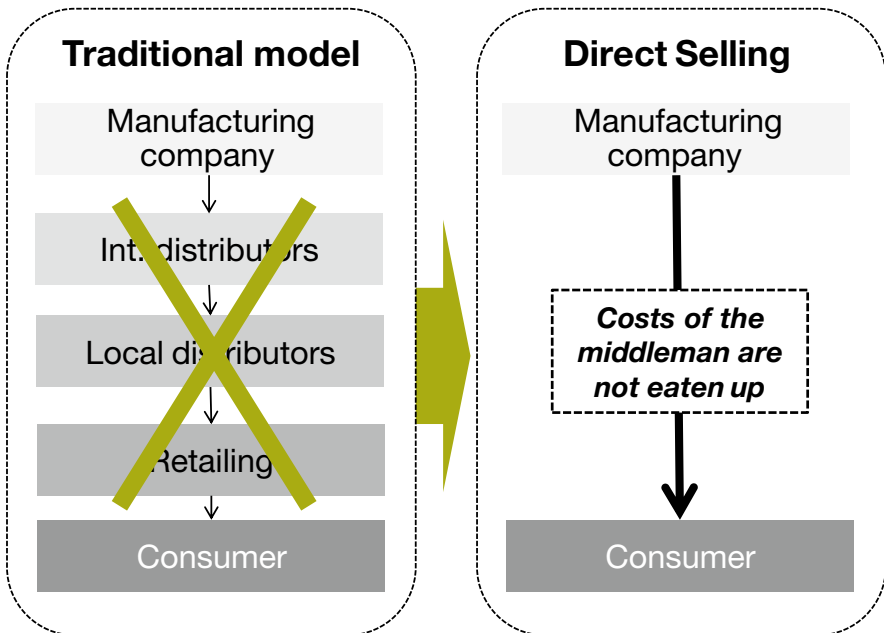 Traditional model
Manufacturing
company
Int. distributors
Local distributors
Retailing
Consumer
Direct Selling
Manufacturing
company
Costs of the
middleman are
not eaten up
Consumer